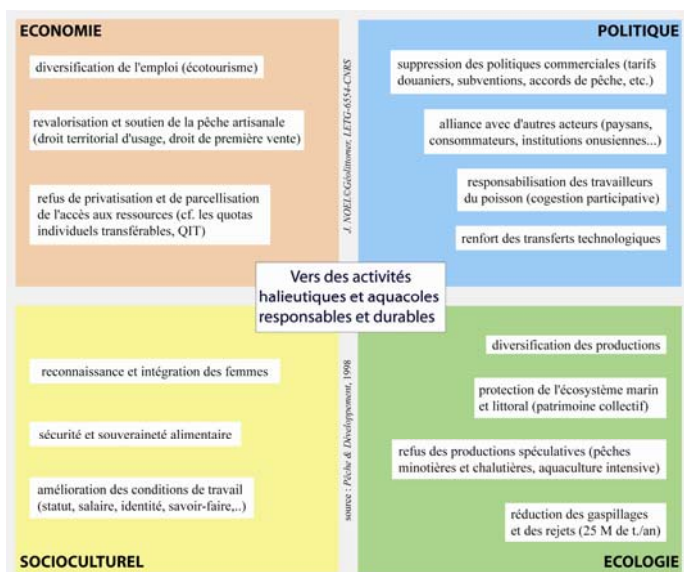 ECONOMIE
diversification de l'emploi (écotourisme)
revalorisation et soutien de la pêche artisanale
(droit territorial d'usage, droit de première vente)
refus de privatisation et de parcellisation
de l'accès aux ressources (cf. les quotas
individuels transférables, QIT)
POLITIQUE
suppression des politiques commerciales (tarifs
douaniers, subventions, accords de pêche, etc.)
alliance avec d'autres acteurs (paysans,
consommateurs, institutions onusiennes...)
responsabilisation des travailleurs
du poisson (cogestion participative)
renfort des transferts technologiques
J. NOEL©Géolittomer, LETG-6554-CNRS
Vers des activités
halieutiques et aquacoles
responsables et durables
reconnaissance et intégration des femmes
sécurité et souveraineté alimentaire
amélioration des conditions de travail
(statut, salaire, identité, savoir-faire,..)
SOCIOCULTUREL
source : Pêche & Développement, 1998
diversification des productions
protection de l'écosystème marin
et littoral (patrimoine collectif)
refus des productions spéculatives (pêches
minotières et chalutières, aquaculture intensive)
réduction des gaspillages
et des rejets (25 M de t./an)
ECOLOGIE